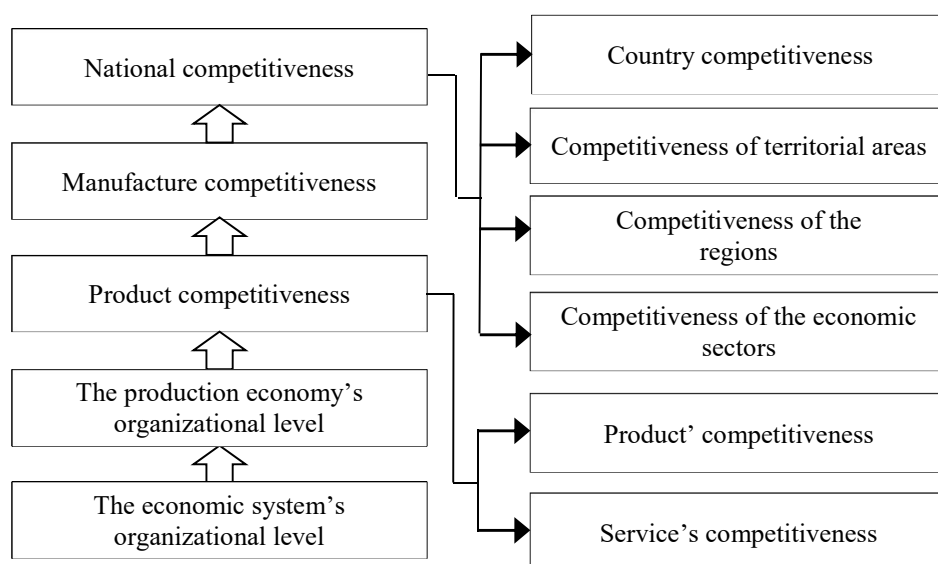 National competitiveness
Manufacture competitiveness
Product competitiveness
The production economy’s
organizational level
The economic system’s
organizational level
Country competitiveness
Competitiveness of territorial areas
Competitiveness of the
regions
Competitiveness of the economic
sectors
Product’ competitiveness
Service’s competitiveness